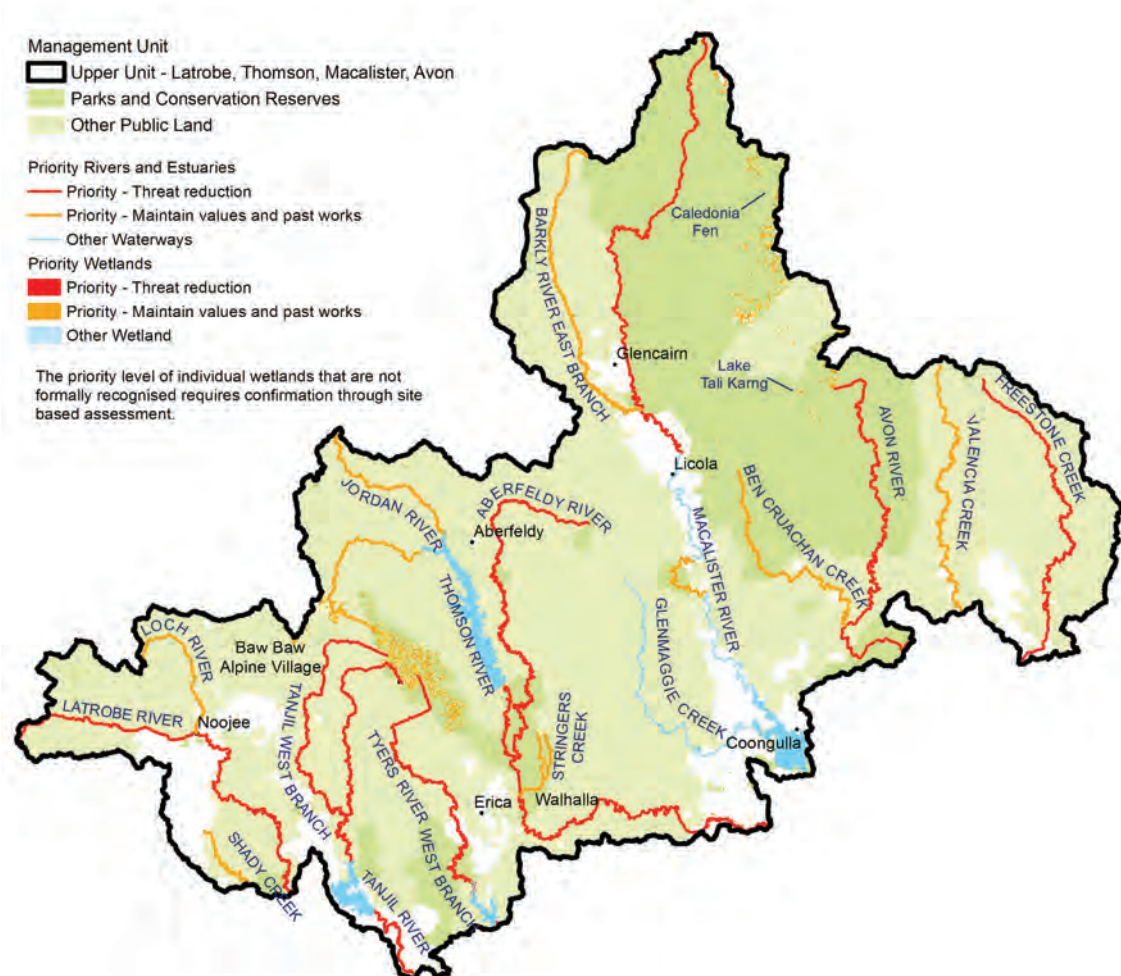 Management Unit
Upper Unit - Latrobe, Thomson, Macalister, Avon
Parks and Conservation Reserves
Other Public Land
Priority Rivers and Estuaries
Priority - Threat reduction
Priority - Maintain values and past works
Other Waterways
Priority Wetlands
Priority - Threat reduction
Priority - Maintain values and past works
Other Wetland
The priority level of individual wetlands that are not
formally recognised requires confirmation through site
based assessment.
Caledonia
Fen
BARKLY RIVER EAST BRANCH
Glencairn
Lake
Tali Karng
FREESTONE CREEK
VALENCIA CREEK
AVON RIVER
Licola
BEN CRUACHAN CREEK
MACALISTER RIVER
JORDAN RIVER
ABERFELDY RIVER
Aberfeldy
THOMSON RIVER
GLENMAGGIE CREEK
LOCH RIVER
Baw Baw
Alpine Village
LATROBE RIVER
Noojee
TANJIL WEST BRANCH
TYERS RIVER WEST BRANCH
STRINGERS
CREEK
Coongulla
Erica
Walhalla
SHADY CREEK
TANJIL RIVER